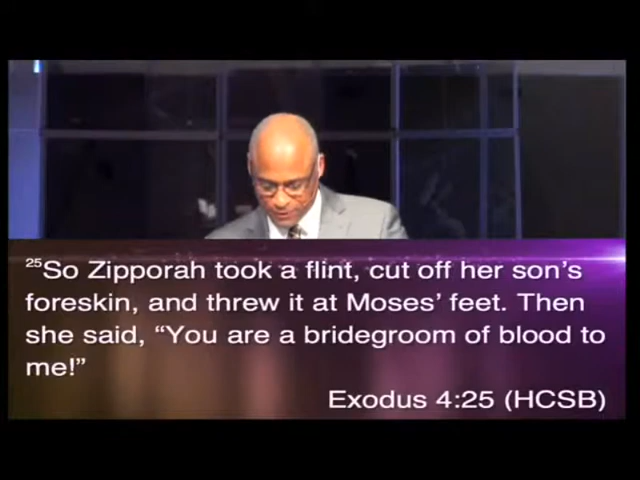 ²⁵So Zipporah took a flint, cut off her son’s
foreskin, and threw it at Moses’ feet. Then
she said, “You are a bridegroom of blood to
me!”
Exodus 4:25 (HCSB)